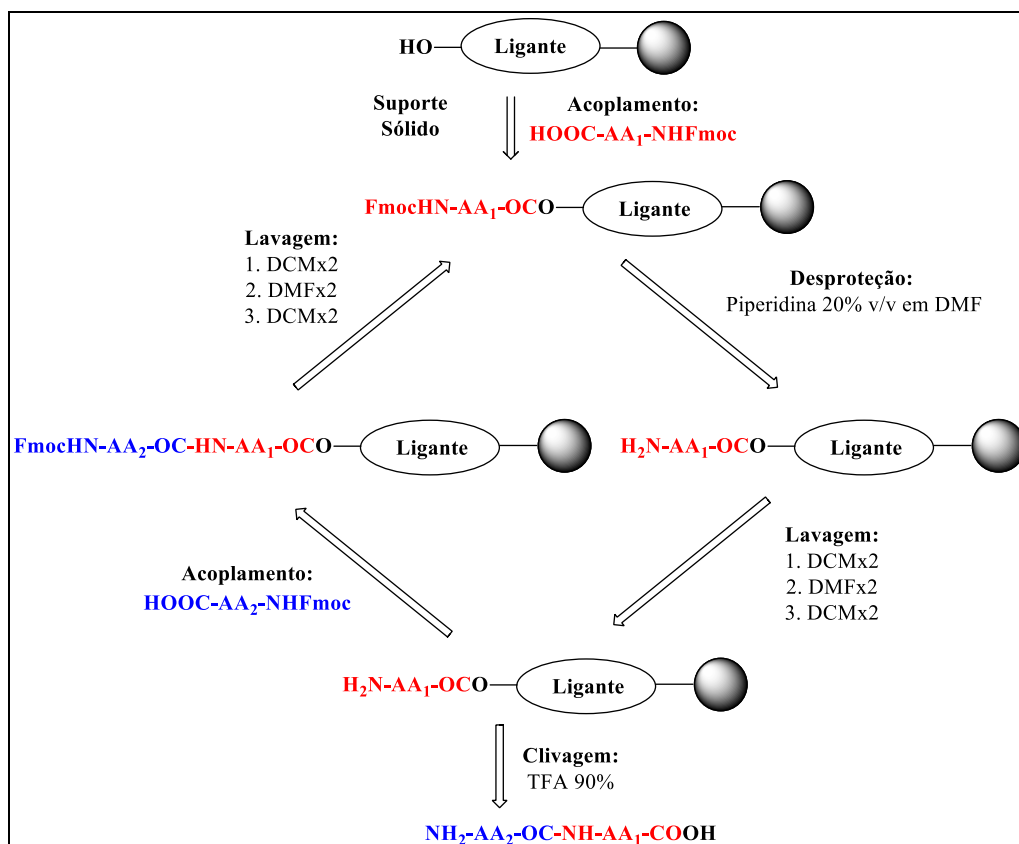 HO
Ligante
Suporte
Sólido
Acoplamento:
HOOC-AA₁-NHFmoc
FmocHN-AA₁-OCO
Ligante
Lavagem:
1. DCMx2
2. DMFx2
3. DCMx2
Desproteção:
Piperidina 20% v/v em DMF
FmocHN-AA₂-OC-HN-AA₁-OCO
Ligante
H₂N-AA₁-OCO
Ligante
Lavagem:
1. DCMx2
2. DMFx2
3. DCMx2
Acoplamento:
HOOC-AA₂-NHFmoc
H₂N-AA₁-OCO
Ligante
Clivagem:
TFA 90%
NH₂-AA₂-OC-NH-AA₁-COOH